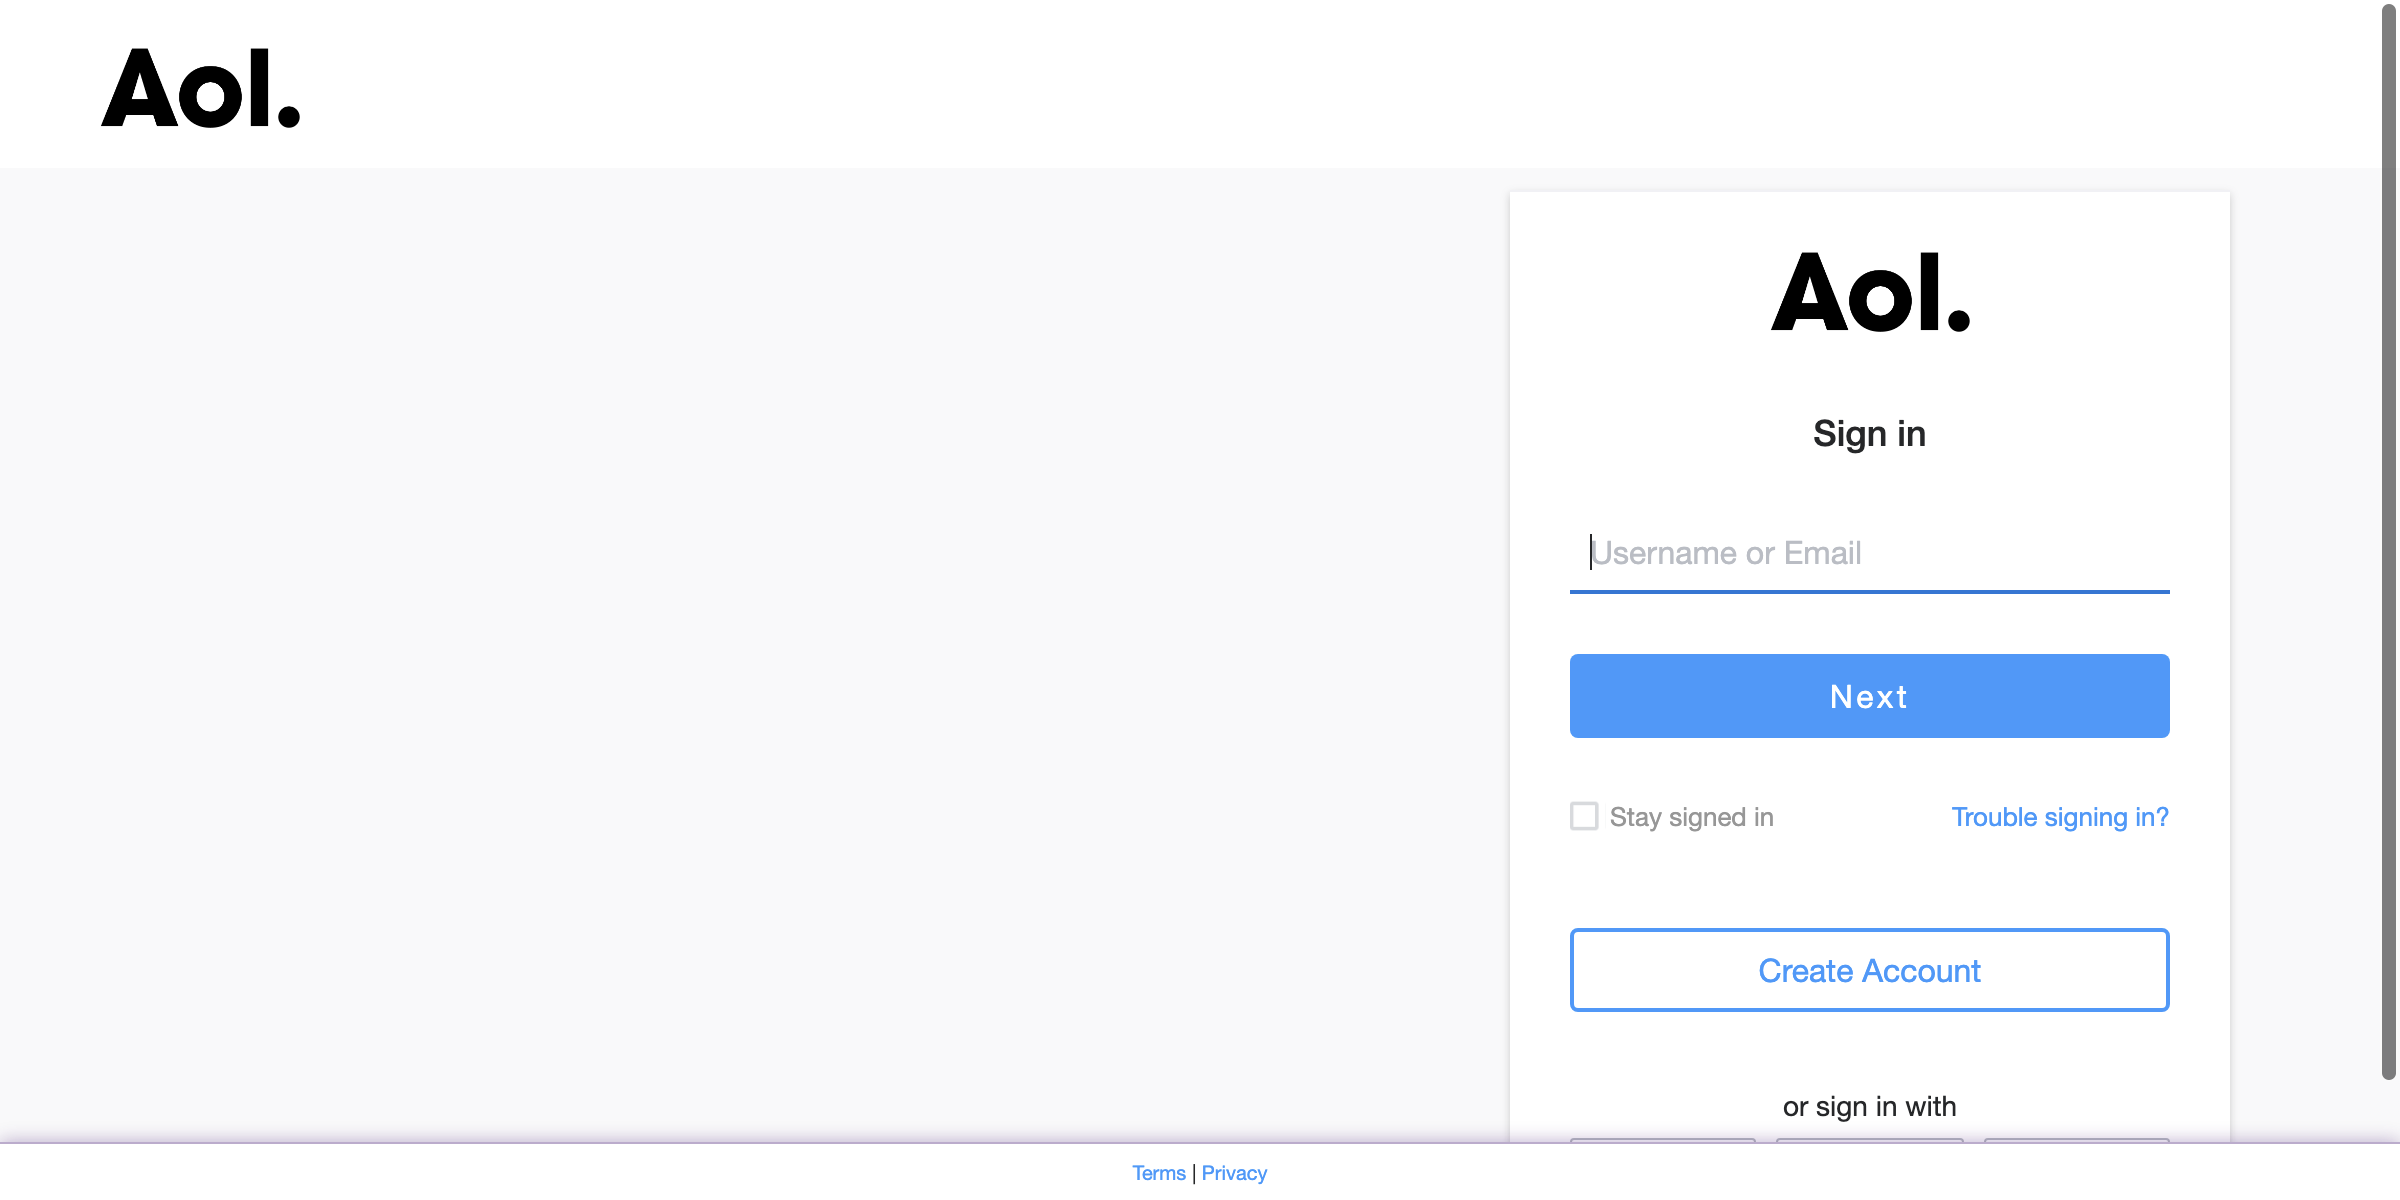 Aol.
Aol.
Sign in
Username or Email
Next
Stay signed in
Trouble signing in?
Create Account
or sign in with
Terms | Privacy